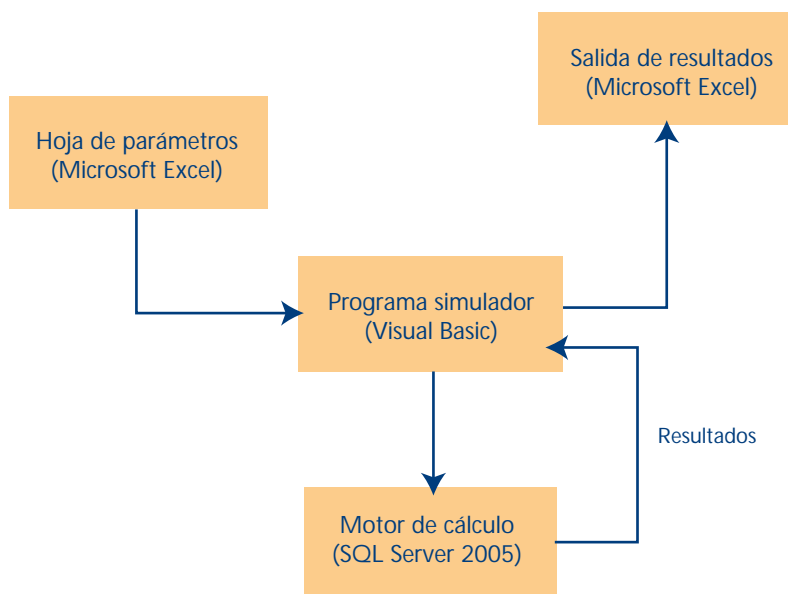 Salida de resultados
(Microsoft Excel)
Hoja de parámetros
(Microsoft Excel)
Programa simulador
(Visual Basic)
Resultados
Motor de cálculo
(SQL Server 2005)